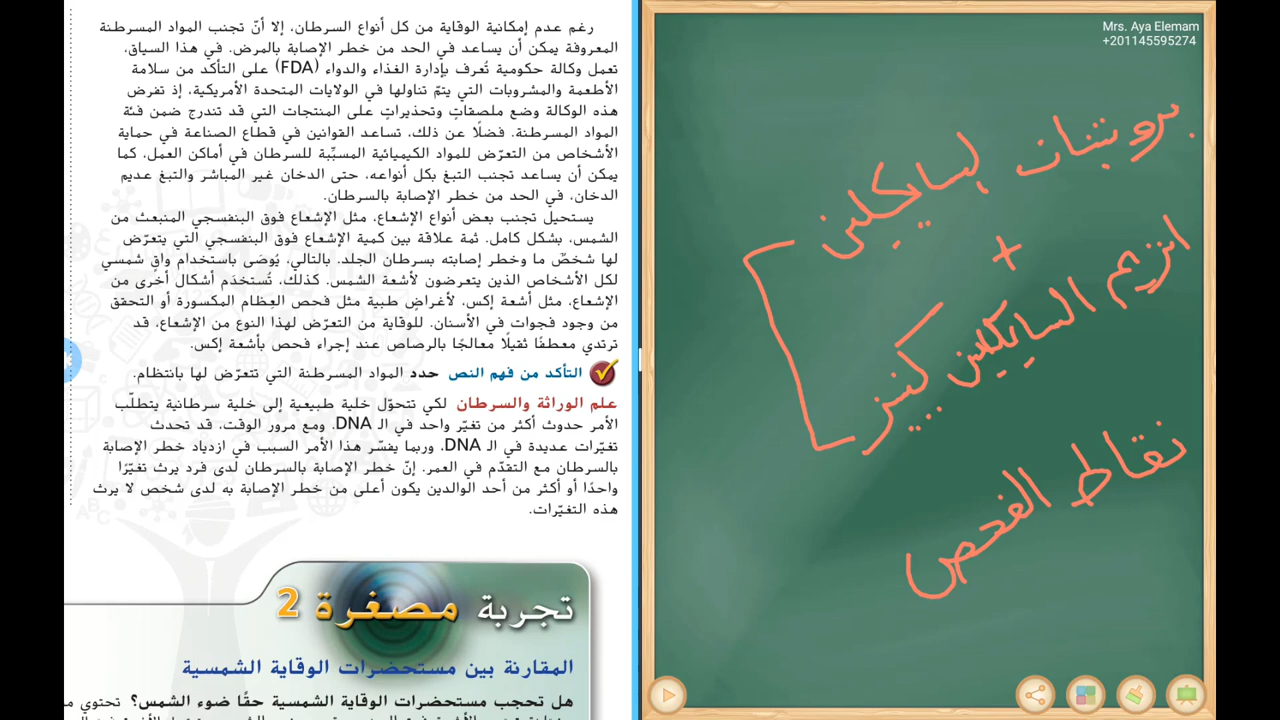 رغم عدم إمكانية الوقاية من كل أنواع السرطان، إلا أنّ تجنب المواد المسرطنة
المعروفة يمكن أن يساعد في الحد من خطر الإصابة بالمرض. في هذا السياق،
تعمل وكالة حكومية تُعرف بإدارة الغذاء والدواء (FDA) على التأكد من سلامة
الأطعمة والمشروبات التي يتمّ تناولها في الولايات المتحدة الأمريكية، إذ تفرض
هذه الوكالة وضع ملصقاتٍ وتحذيراتٍ على المنتجات التي قد تندرج ضمن فئة
المواد المسرطنة. فضلًا عن ذلك، تساعد القوانين في قطاع الصناعة في حماية
الأشخاص من التعرّض للمواد الكيميائية المسبِّبة للسرطان في أماكن العمل، كما
يمكن أن يساعد تجنب التبغ بكل أنواعه، حتى الدخان غير المباشر والتبغ عديم
الدخان، في الحد من خطر الإصابة بالسرطان.
يستحيل تجنب بعض أنواع الإشعاع، مثل الإشعاع فوق البنفسجي المنبعث من
الشمس، بشكل كامل. ثمة علاقة بين كمية الإشعاع فوق البنفسجي التي يتعرّض
لها شخصٌ ما وخطر إصابته بسرطان الجلد. بالتالي، يُوصَى باستخدام واقٍ شمسي
لكل الأشخاص الذين يتعرضون لأشعة الشمس. كذلك، تُستخدَم أشكال أخرى من
الإشعاع، مثل أشعة إكس، لأغراضٍ طبية مثل فحص العِظام المكسورة أو التحقق
من وجود فجوات في الأسنان. للوقاية من التعرّض لهذا النوع من الإشعاع، قد
ترتدي معطفًا ثقيلًا معالجًا بالرصاص عند إجراء فحص بأشعة إكس.
التأكد من فهم النص حدد المواد المسرطنة التي تتعرّض لها بانتظام.
علم الوراثة والسرطان لكي تتحوّل خلية طبيعية إلى خلية سرطانية يتطلّب
الأمر حدوث أكثر من تغيّر واحد في الـ DNA. ومع مرور الوقت، قد تحدث
تغيّرات عديدة في الـ DNA، وربما يفسّر هذا الأمر السبب في ازدياد خطر الإصابة
بالسرطان مع التقدّم في العمر. إنّ خطر الإصابة بالسرطان لدى فرد يرث تغيّرًا
واحدًا أو أكثر من أحد الوالدين يكون أعلى من خطر الإصابة به لدى شخص لا يرث
هذه التغيّرات.
تجربة مصغرة 2
المقارنة بين مستحضرات الوقاية الشمسية
هل تحجب مستحضرات الوقاية الشمسية حقًا ضوء الشمس؟ تحتوي
Mrs. Aya Elemam
+201145595274
بروبتنات لسايكلين
+
انزيم السايكلين كينيز
نقاط الفحص